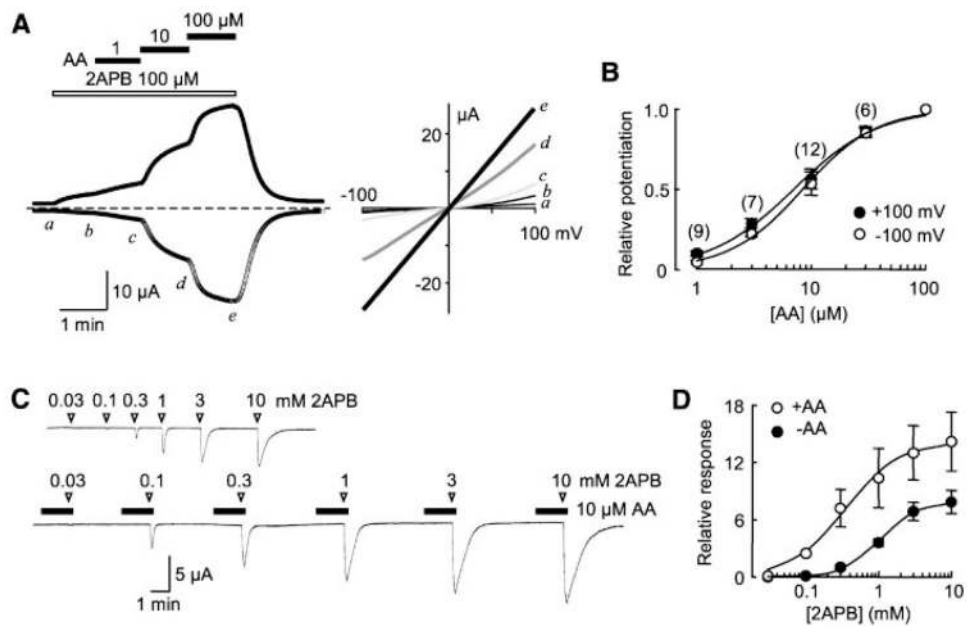 A
100 µM
10
1
AA
2APB 100 µM
a
b
c
d
e
10 µA
1 min
µA
20
-100
100 mV
-20
e
d
c
b
a
B
Relative potentiation
1.0
0.5
0
(9)
(7)
(12)
(6)
+100 mV
-100 mV
1
10
100
[AA] (µM)
C
0.03 0.1 0.3 1 3 10 mM 2APB
0.03 0.1 0.3 1 3 10 mM 2APB
10 µM AA
5 µA
1 min
D
Relative response
18
12
6
0
+AA
-AA
0.1
1
10
[2APB] (mM)